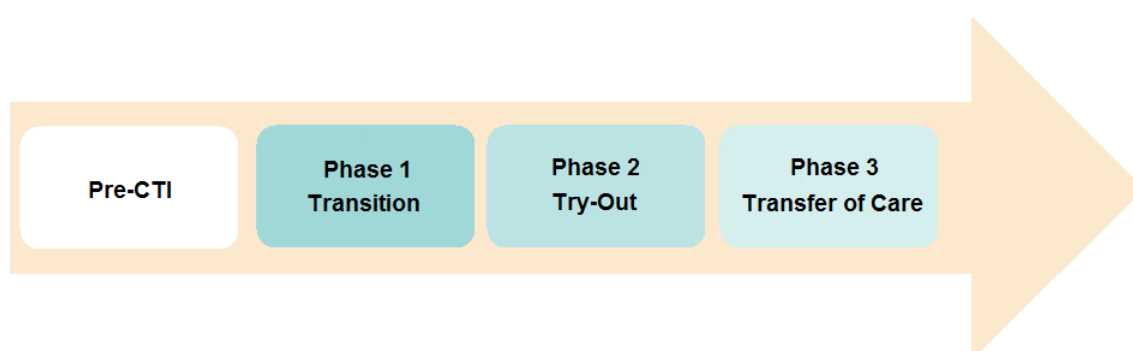 Pre-CTI
Phase 1
Transition
Phase 2
Try-Out
Phase 3
Transfer of Care